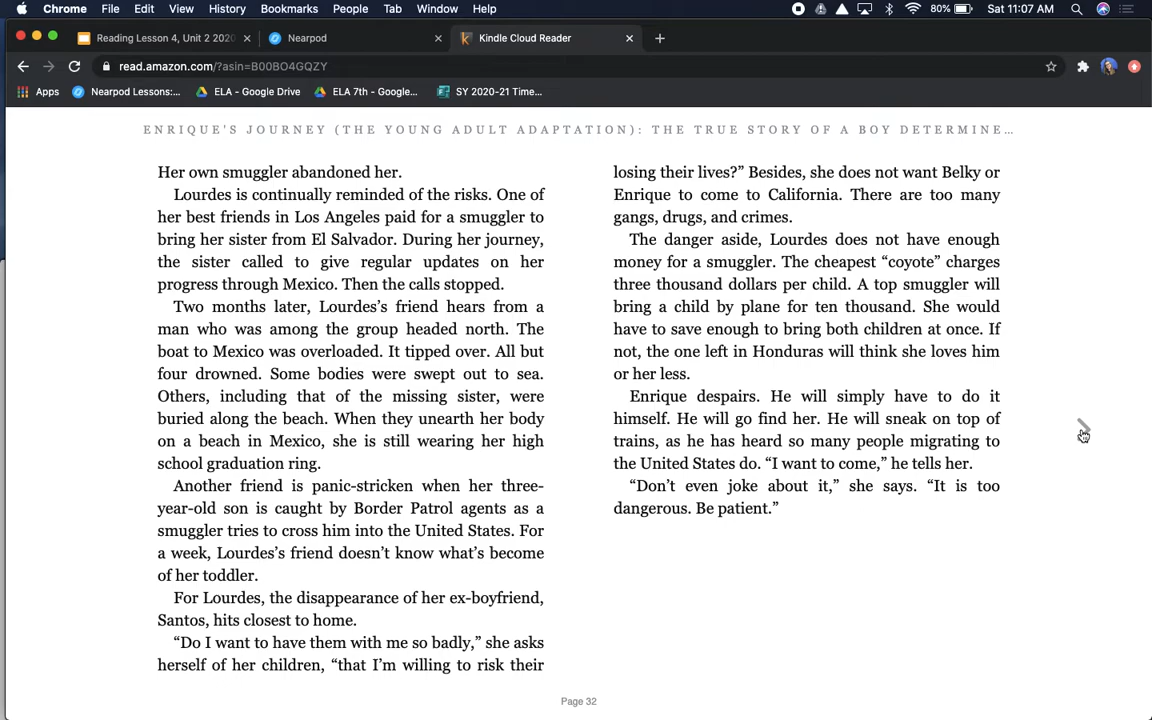 Chrome File Edit View History Bookmarks People Tab Window Help 80% Sat 11:07 AM
Reading Lesson 4, Unit 2 2020 Nearpod Kindle Cloud Reader
read.amazon.com/?asin=B00BO4GQZY
Apps Nearpod Lessons:... ELA - Google Drive ELA 7th - Google... SY 2020-21 Time...
ENRIQUE'S JOURNEY (THE YOUNG ADULT ADAPTATION): THE TRUE STORY OF A BOY DETERMINE...
Her own smuggler abandoned her.
Lourdes is continually reminded of the risks. One of
her best friends in Los Angeles paid for a smuggler to
bring her sister from El Salvador. During her journey,
the sister called to give regular updates on her
progress through Mexico. Then the calls stopped.
Two months later, Lourdes’s friend hears from a
man who was among the group headed north. The
boat to Mexico was overloaded. It tipped over. All but
four drowned. Some bodies were swept out to sea.
Others, including that of the missing sister, were
buried along the beach. When they unearth her body
on a beach in Mexico, she is still wearing her high
school graduation ring.
Another friend is panic-stricken when her three-
year-old son is caught by Border Patrol agents as a
smuggler tries to cross him into the United States. For
a week, Lourdes’s friend doesn’t know what’s become
of her toddler.
For Lourdes, the disappearance of her ex-boyfriend,
Santos, hits closest to home.
“Do I want to have them with me so badly,” she asks
herself of her children, “that I’m willing to risk their
losing their lives?” Besides, she does not want Belky or
Enrique to come to California. There are too many
gangs, drugs, and crimes.
The danger aside, Lourdes does not have enough
money for a smuggler. The cheapest “coyote” charges
three thousand dollars per child. A top smuggler will
bring a child by plane for ten thousand. She would
have to save enough to bring both children at once. If
not, the one left in Honduras will think she loves him
or her less.
Enrique despairs. He will simply have to do it
himself. He will go find her. He will sneak on top of
trains, as he has heard so many people migrating to
the United States do. “I want to come,” he tells her.
“Don’t even joke about it,” she says. “It is too
dangerous. Be patient.”
Page 32